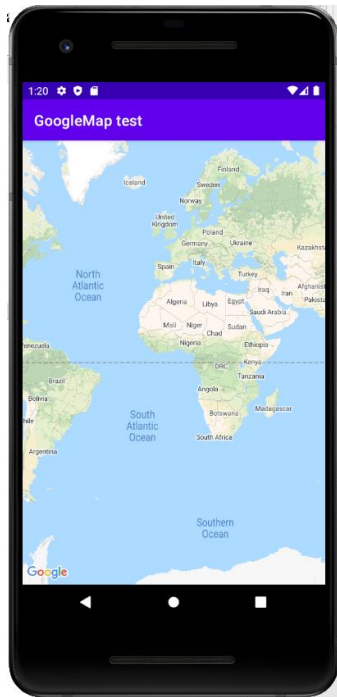 1:20
GoogleMap test
Finland
Iceland
Sweden
Norway
United
Kingdom
Poland
Germany
Ukraine
Kazakhst
Italy
Spain
Turkey
North
Atlantic
Ocean
Iraq
Iran
Afghanist
Pakista
Algeria
Libya
Egypt
Saudi Arabia
Mali
Niger
Chad
Sudan
Nigeria
Ethiopia
enezuela
DRC
Kenya
Tanzania
Brazil
Bolivia
Angola
Botswana
Madagascar
South
Atlantic
Ocean
hile
South Africa
Argentina
Southern
Ocean
Google